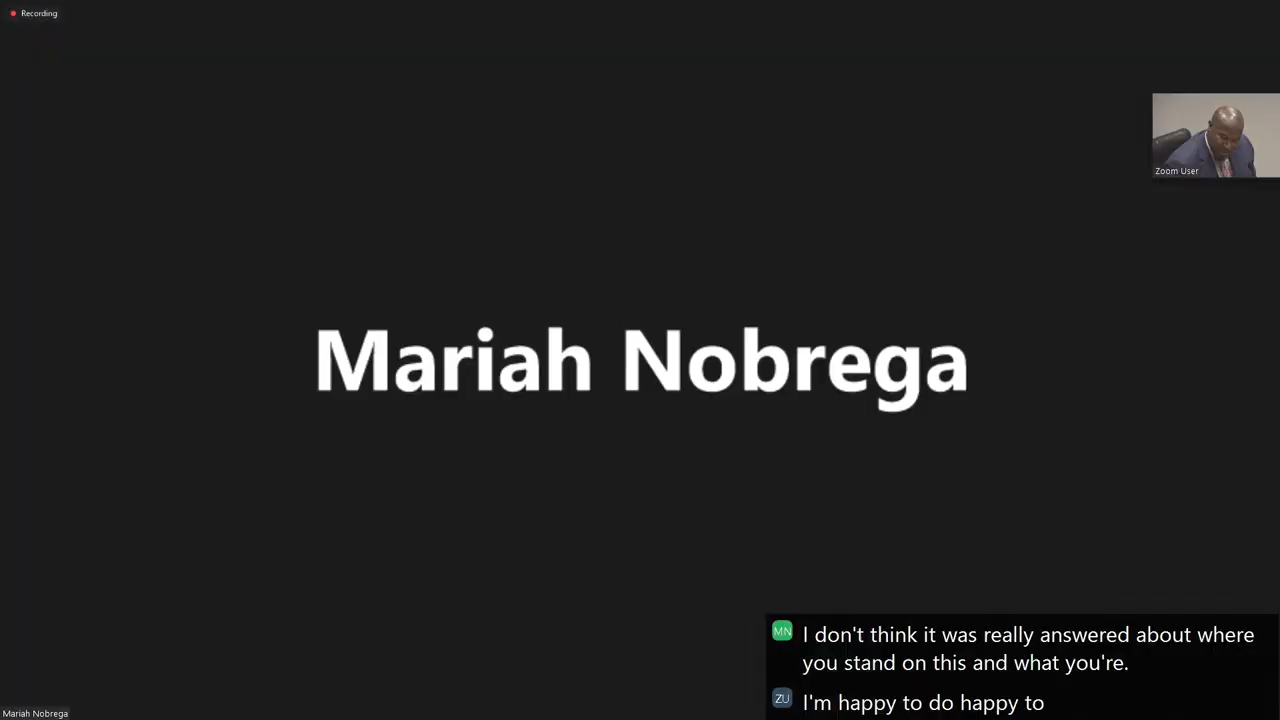 Recording
Zoom User
Mariah Nobrega
MN
I don't think it was really answered about where
you stand on this and what you're.
ZU
I'm happy to do happy to
Mariah Nobrega